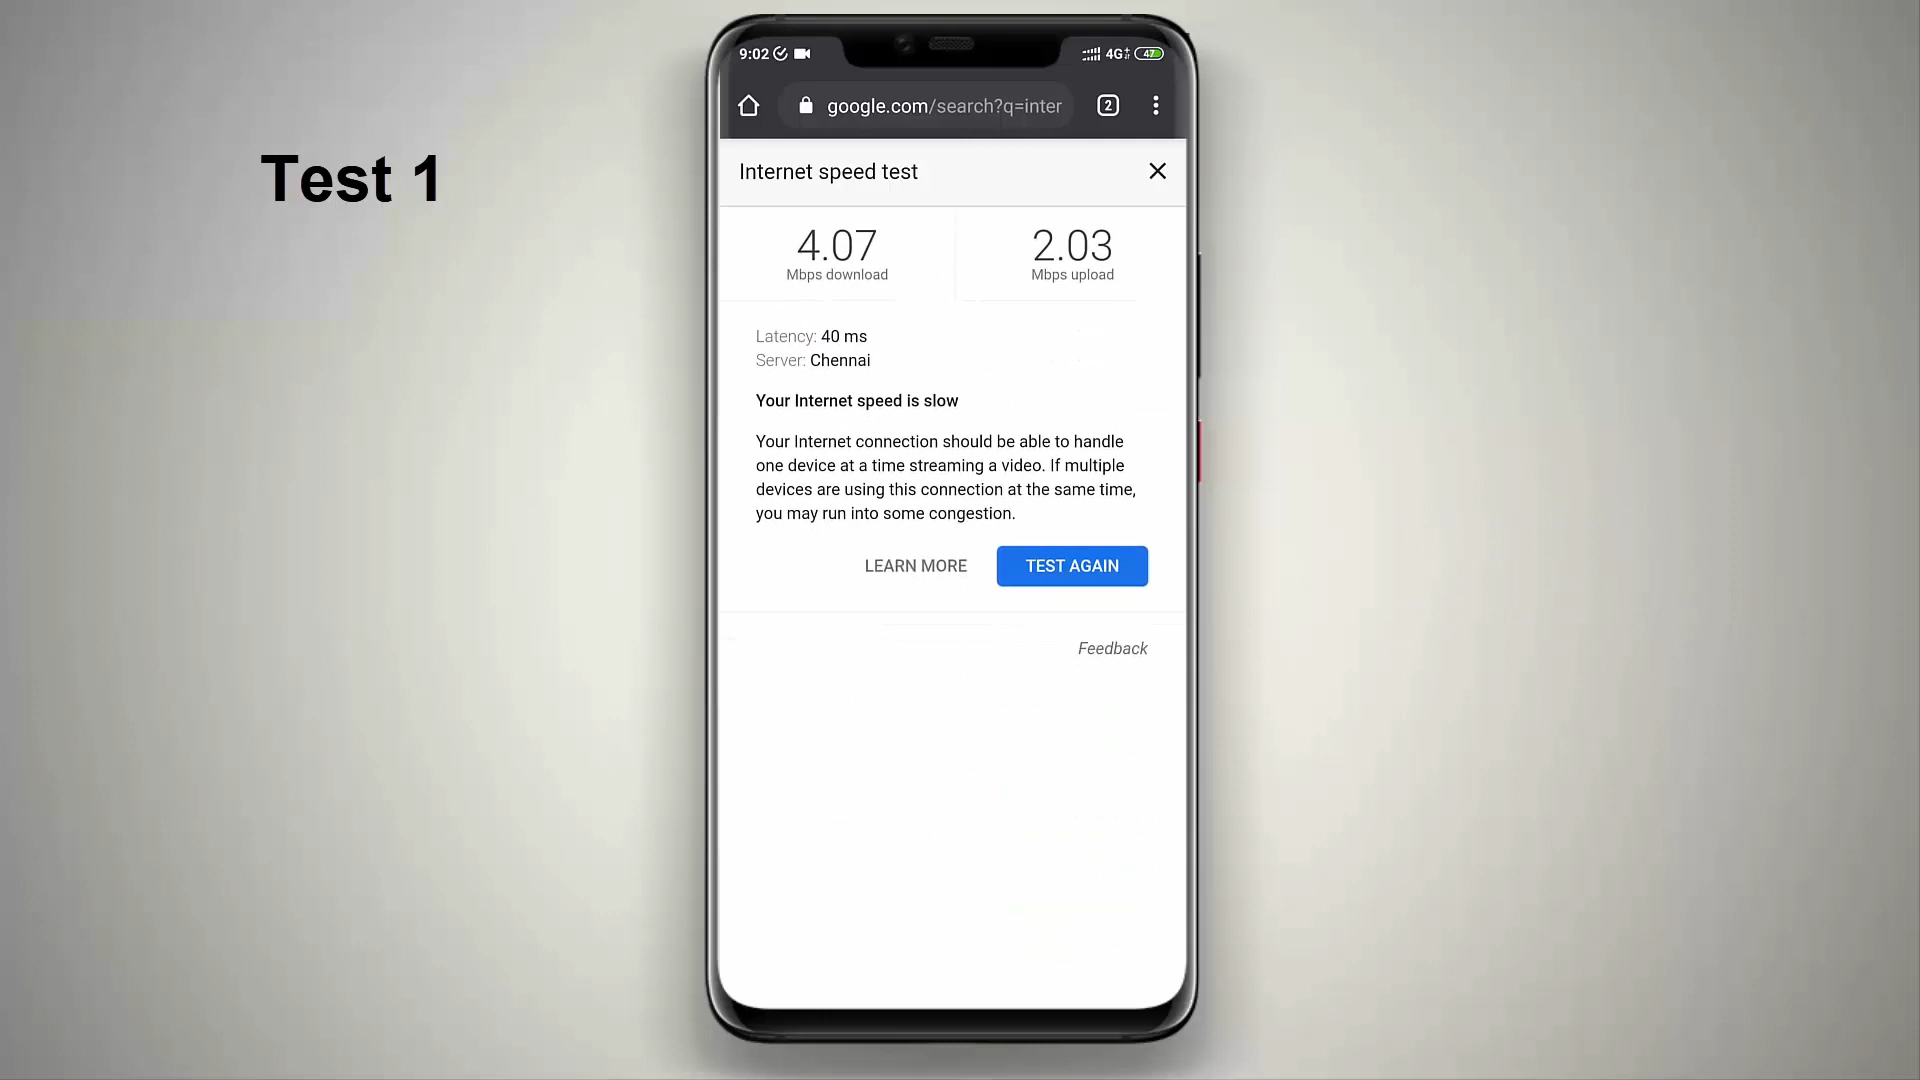 Test 1
9:02
4G+
47
google.com/search?q=inter
2
Internet speed test
4.07
Mbps download
2.03
Mbps upload
Latency: 40 ms
Server: Chennai
Your Internet speed is slow
Your Internet connection should be able to handle
one device at a time streaming a video. If multiple
devices are using this connection at the same time,
you may run into some congestion.
LEARN MORE
TEST AGAIN
Feedback